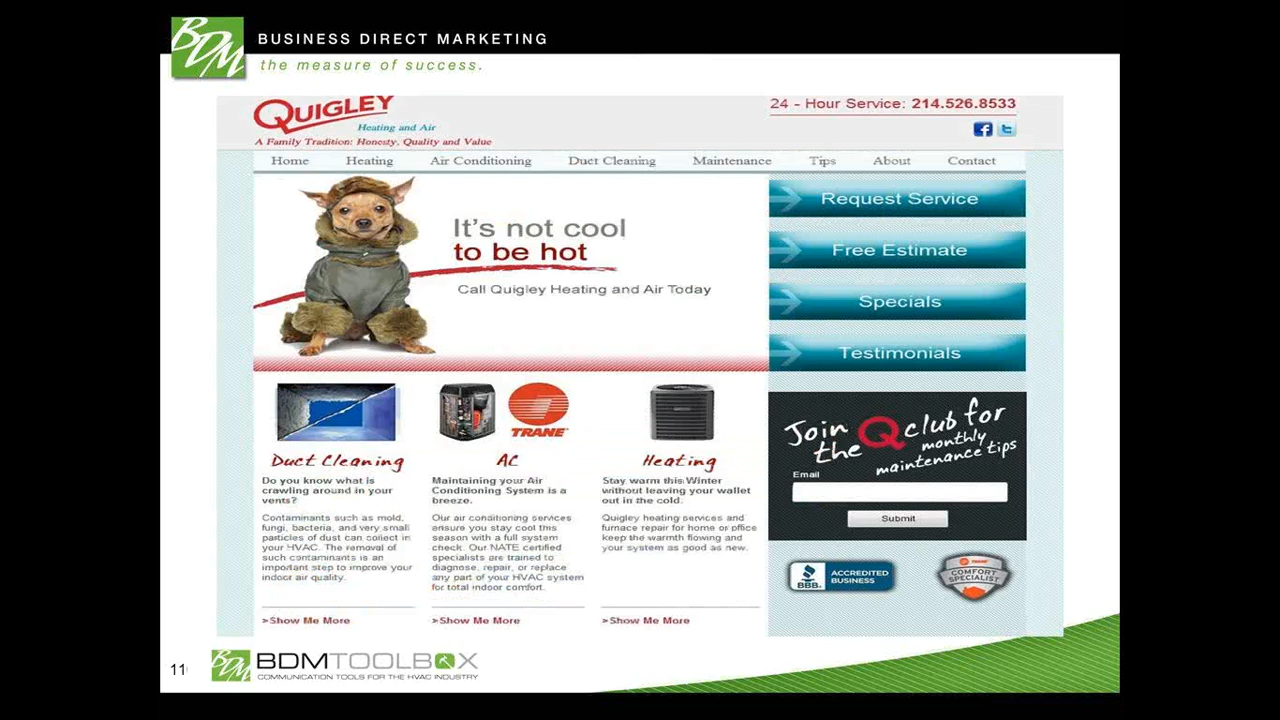 BDM
BUSINESS DIRECT MARKETING
the measure of success.
QUIGLEY
Heating and Air
A Family Tradition: Honesty, Quality and Value
24 - Hour Service: 214.526.8533
Home Heating Air Conditioning Duct Cleaning Maintenance Tips About Contact
It's not cool
to be hot
Call Quigley Heating and Air Today
Request Service
Free Estimate
Specials
Testimonials
TRANE
Duct Cleaning
Do you know what is
crawling around in your
vents?
Contaminants such as mold,
fungi, bacteria, and very small
particles of dust can collect in
your HVAC. The removal of
such contaminants is an
important step to improve your
indoor air quality.
>Show Me More
AC
Maintaining your Air
Conditioning System is a
breeze.
Our air conditioning services
ensure you stay cool this
season with a full system
check. Our NATE certified
specialists are trained to
diagnose, repair, or replace
any part of your HVAC system
for total indoor comfort.
>Show Me More
Heating
Stay warm this Winter
without leaving your wallet
out in the cold.
Quigley heating services and
furnace repair for home or office
keep the warmth flowing and
your system as good as new.
>Show Me More
Join
the Q club for
monthly
maintenance tips
Email
Submit
BBB
ACCREDITED
BUSINESS
TRANE
COMFORT
SPECIALIST
11
BDM
BDMTOOLBOX
COMMUNICATION TOOLS FOR THE HVAC INDUSTRY